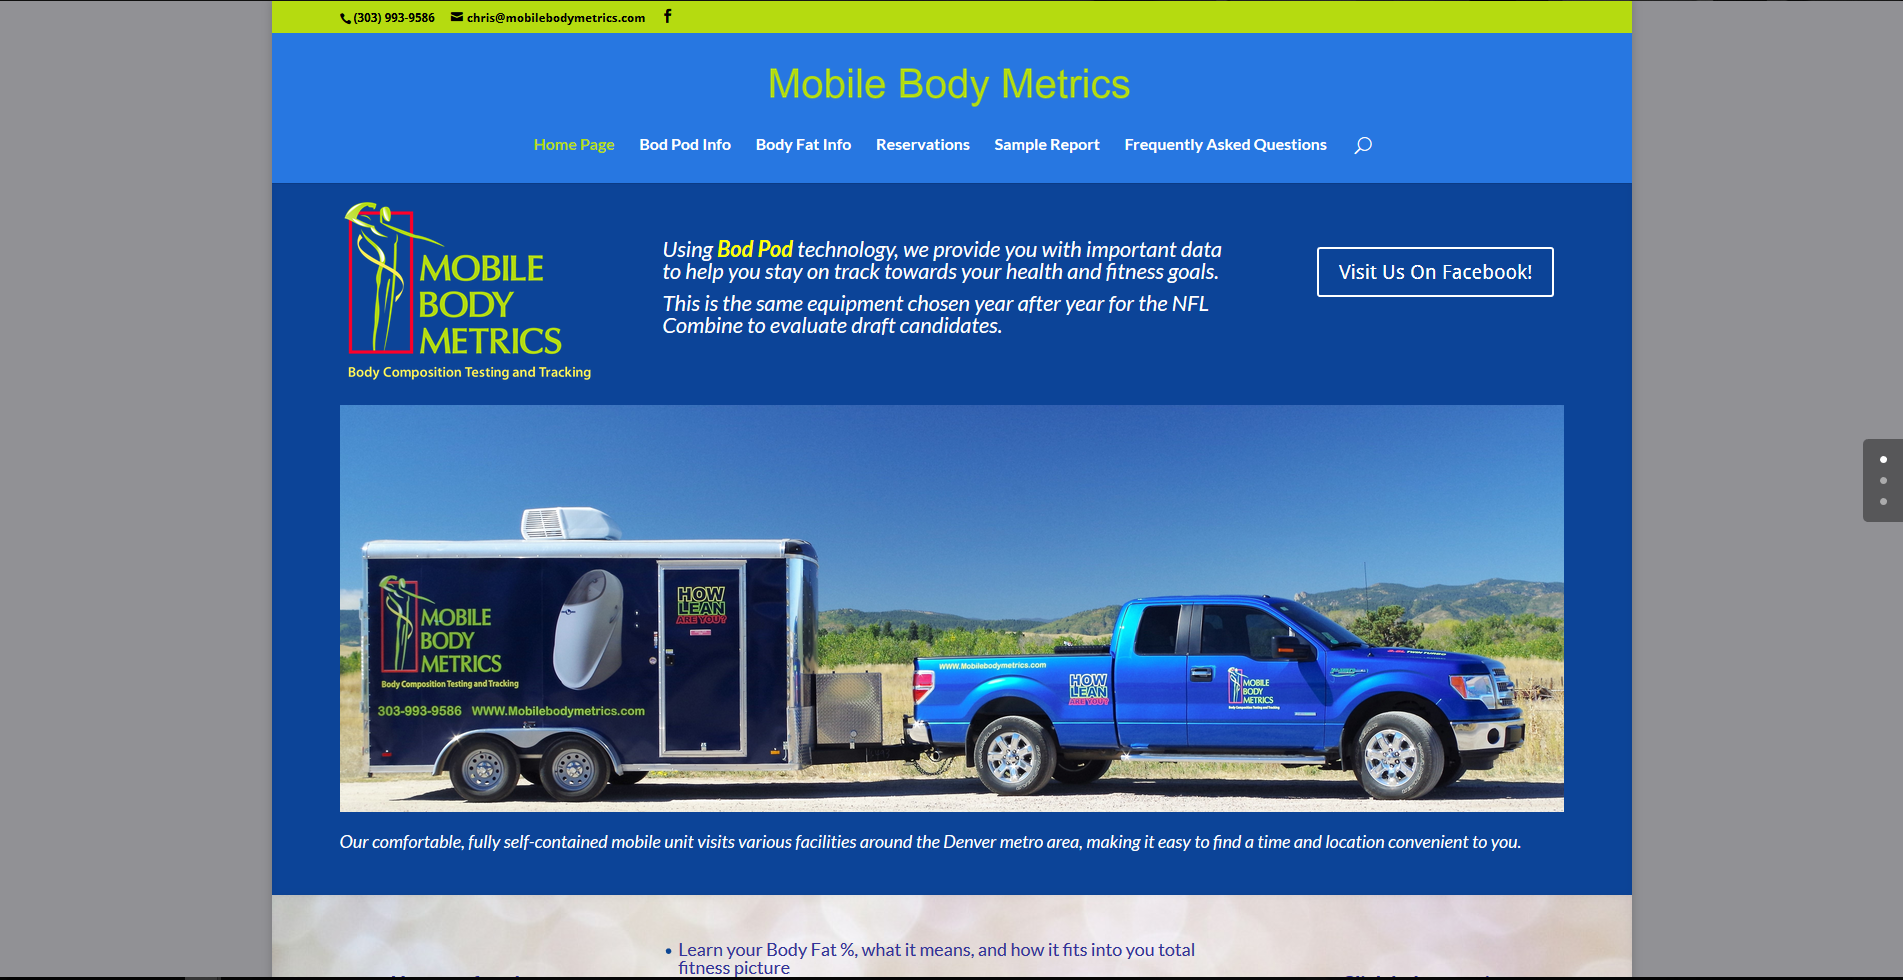 (303) 993-9586 chris@mobilebodymetrics.com
Mobile Body Metrics
Home Page Bod Pod Info Body Fat Info Reservations Sample Report Frequently Asked Questions
MOBILE
BODY
METRICS
Body Composition Testing and Tracking
Using Bod Pod technology, we provide you with important data
to help you stay on track towards your health and fitness goals.
This is the same equipment chosen year after year for the NFL
Combine to evaluate draft candidates.
Visit Us On Facebook!
MOBILE
BODY
METRICS
Body Composition Testing and Tracking
303-993-9586 WWW.Mobilebodymetrics.com
HOW
LEAN
ARE YOU?
www.Mobilebodymetrics.com
HOW
LEAN
ARE YOU?
MOBILE
BODY
METRICS
Body Composition Testing and Tracking
Our comfortable, fully self-contained mobile unit visits various facilities around the Denver metro area, making it easy to find a time and location convenient to you.
• Learn your Body Fat %, what it means, and how it fits into you total
fitness picture